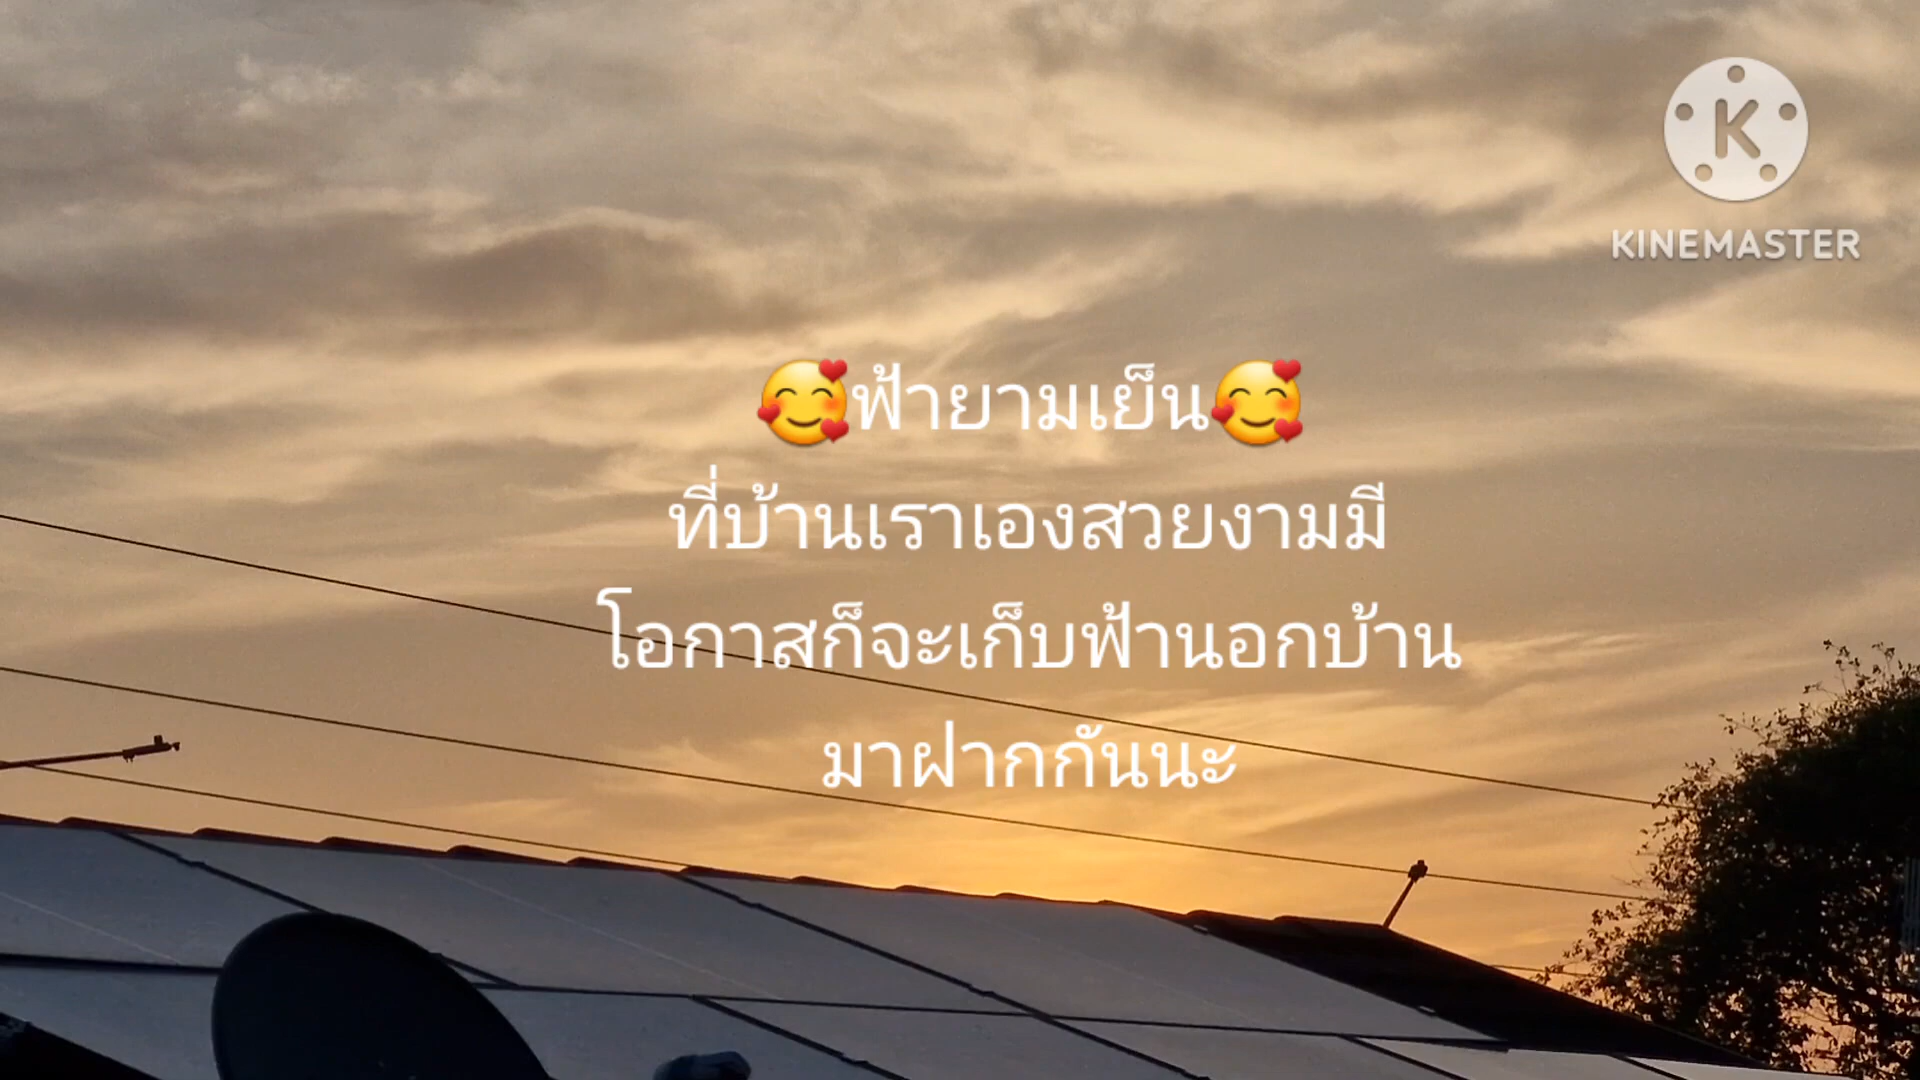 K
KINEMASTER
🥰ฟ้ายามเย็น🥰
ที่บ้านเราเองสวยงามมี
โอกาสก็จะเก็บฟ้านอกบ้าน
มาฝากกันนะ